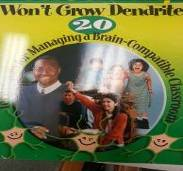 Won't Grow Dendrite
20
Managing a Brain-Compatible Classroom